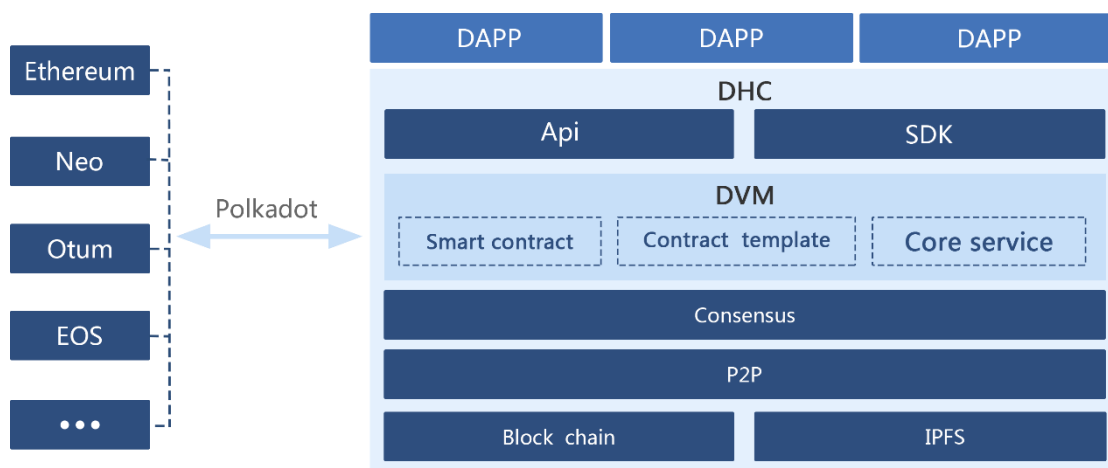 Ethereum
Neo
Otum
EOS
•••
Polkadot
DAPP DAPP DAPP
DHC
Api SDK
DVM
Smart contract Contract template Core service
Consensus
P2P
Block chain IPFS